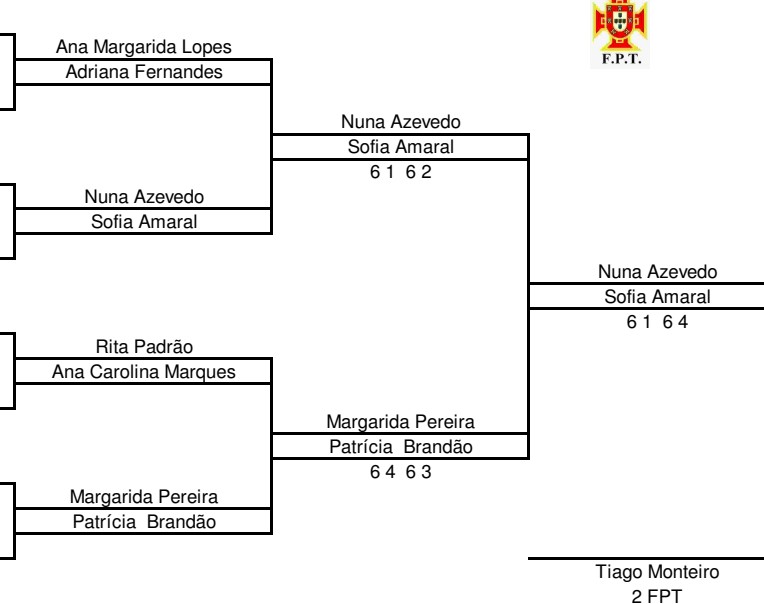 F.P.T.
Ana Margarida Lopes
Adriana Fernandes
Nuna Azevedo
Sofia Amaral
6 1 6 2
Nuna Azevedo
Sofia Amaral
Nuna Azevedo
Sofia Amaral
6 1 6 4
Rita Padrão
Ana Carolina Marques
Margarida Pereira
Patrícia Brandão
6 4 6 3
Margarida Pereira
Patrícia Brandão
Tiago Monteiro
2 FPT